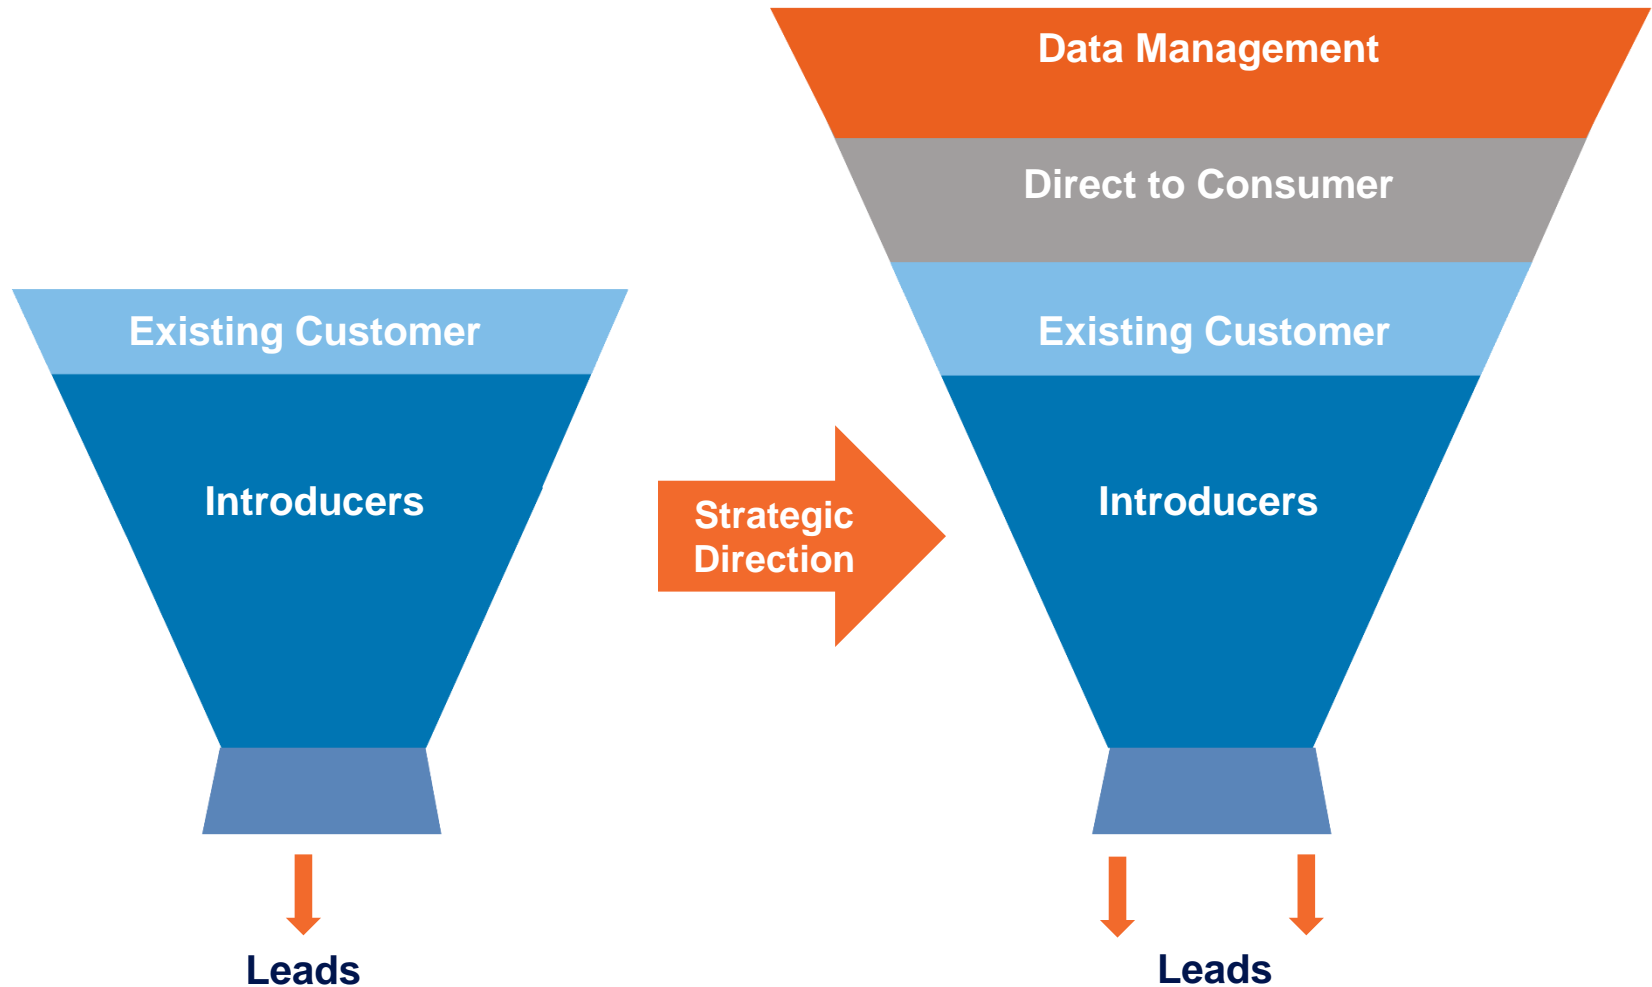 Existing Customer
Introducers
Leads
Strategic
Direction
Data Management
Direct to Consumer
Existing Customer
Introducers
Leads